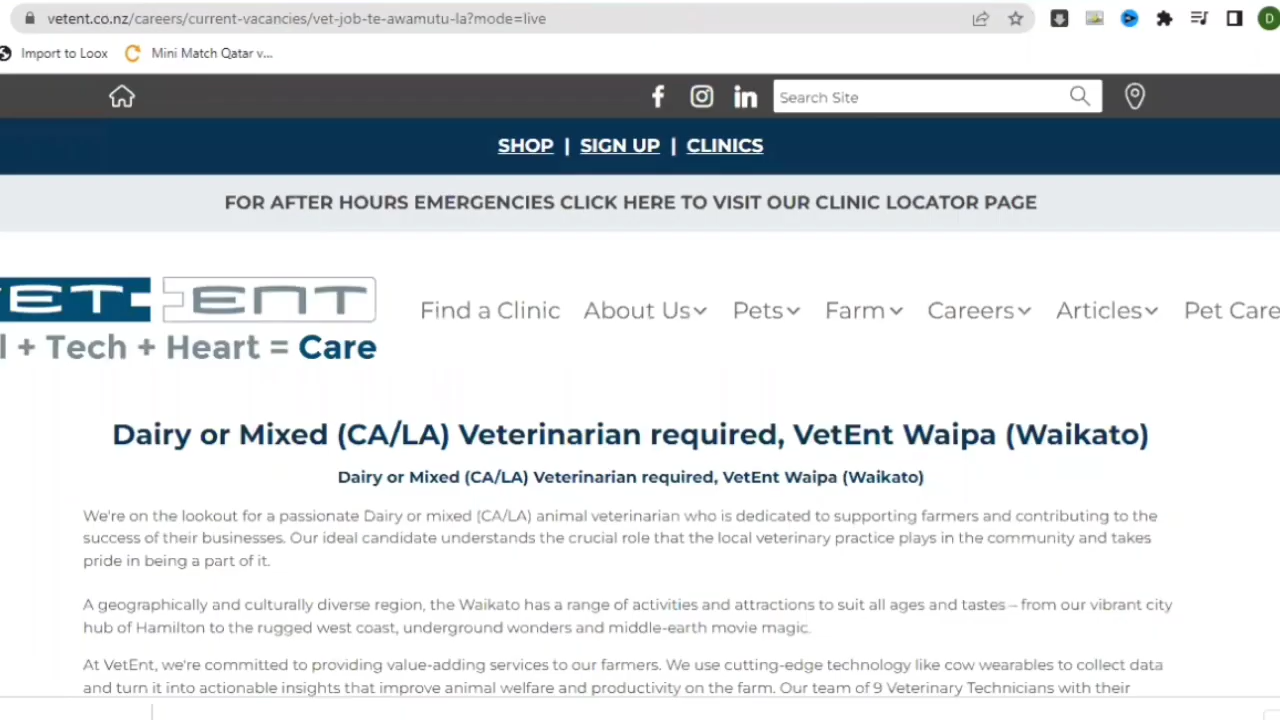 vetent.co.nz/careers/current-vacancies/vet-job-te-awamutu-la?mode=live
D
Import to Loox Mini Match Qatar v...
Search Site
SHOP | SIGN UP | CLINICS
FOR AFTER HOURS EMERGENCIES CLICK HERE TO VISIT OUR CLINIC LOCATOR PAGE
VET ENT
l + Tech + Heart = Care
Find a Clinic About Us Pets Farm Careers Articles Pet Care
Dairy or Mixed (CA/LA) Veterinarian required, VetEnt Waipa (Waikato)
Dairy or Mixed (CA/LA) Veterinarian required, VetEnt Waipa (Waikato)
We're on the lookout for a passionate Dairy or mixed (CA/LA) animal veterinarian who is dedicated to supporting farmers and contributing to the
success of their businesses. Our ideal candidate understands the crucial role that the local veterinary practice plays in the community and takes
pride in being a part of it.
A geographically and culturally diverse region, the Waikato has a range of activities and attractions to suit all ages and tastes – from our vibrant city
hub of Hamilton to the rugged west coast, underground wonders and middle-earth movie magic.
At VetEnt, we're committed to providing value-adding services to our farmers. We use cutting-edge technology like cow wearables to collect data
and turn it into actionable insights that improve animal welfare and productivity on the farm. Our team of 9 Veterinary Technicians with their